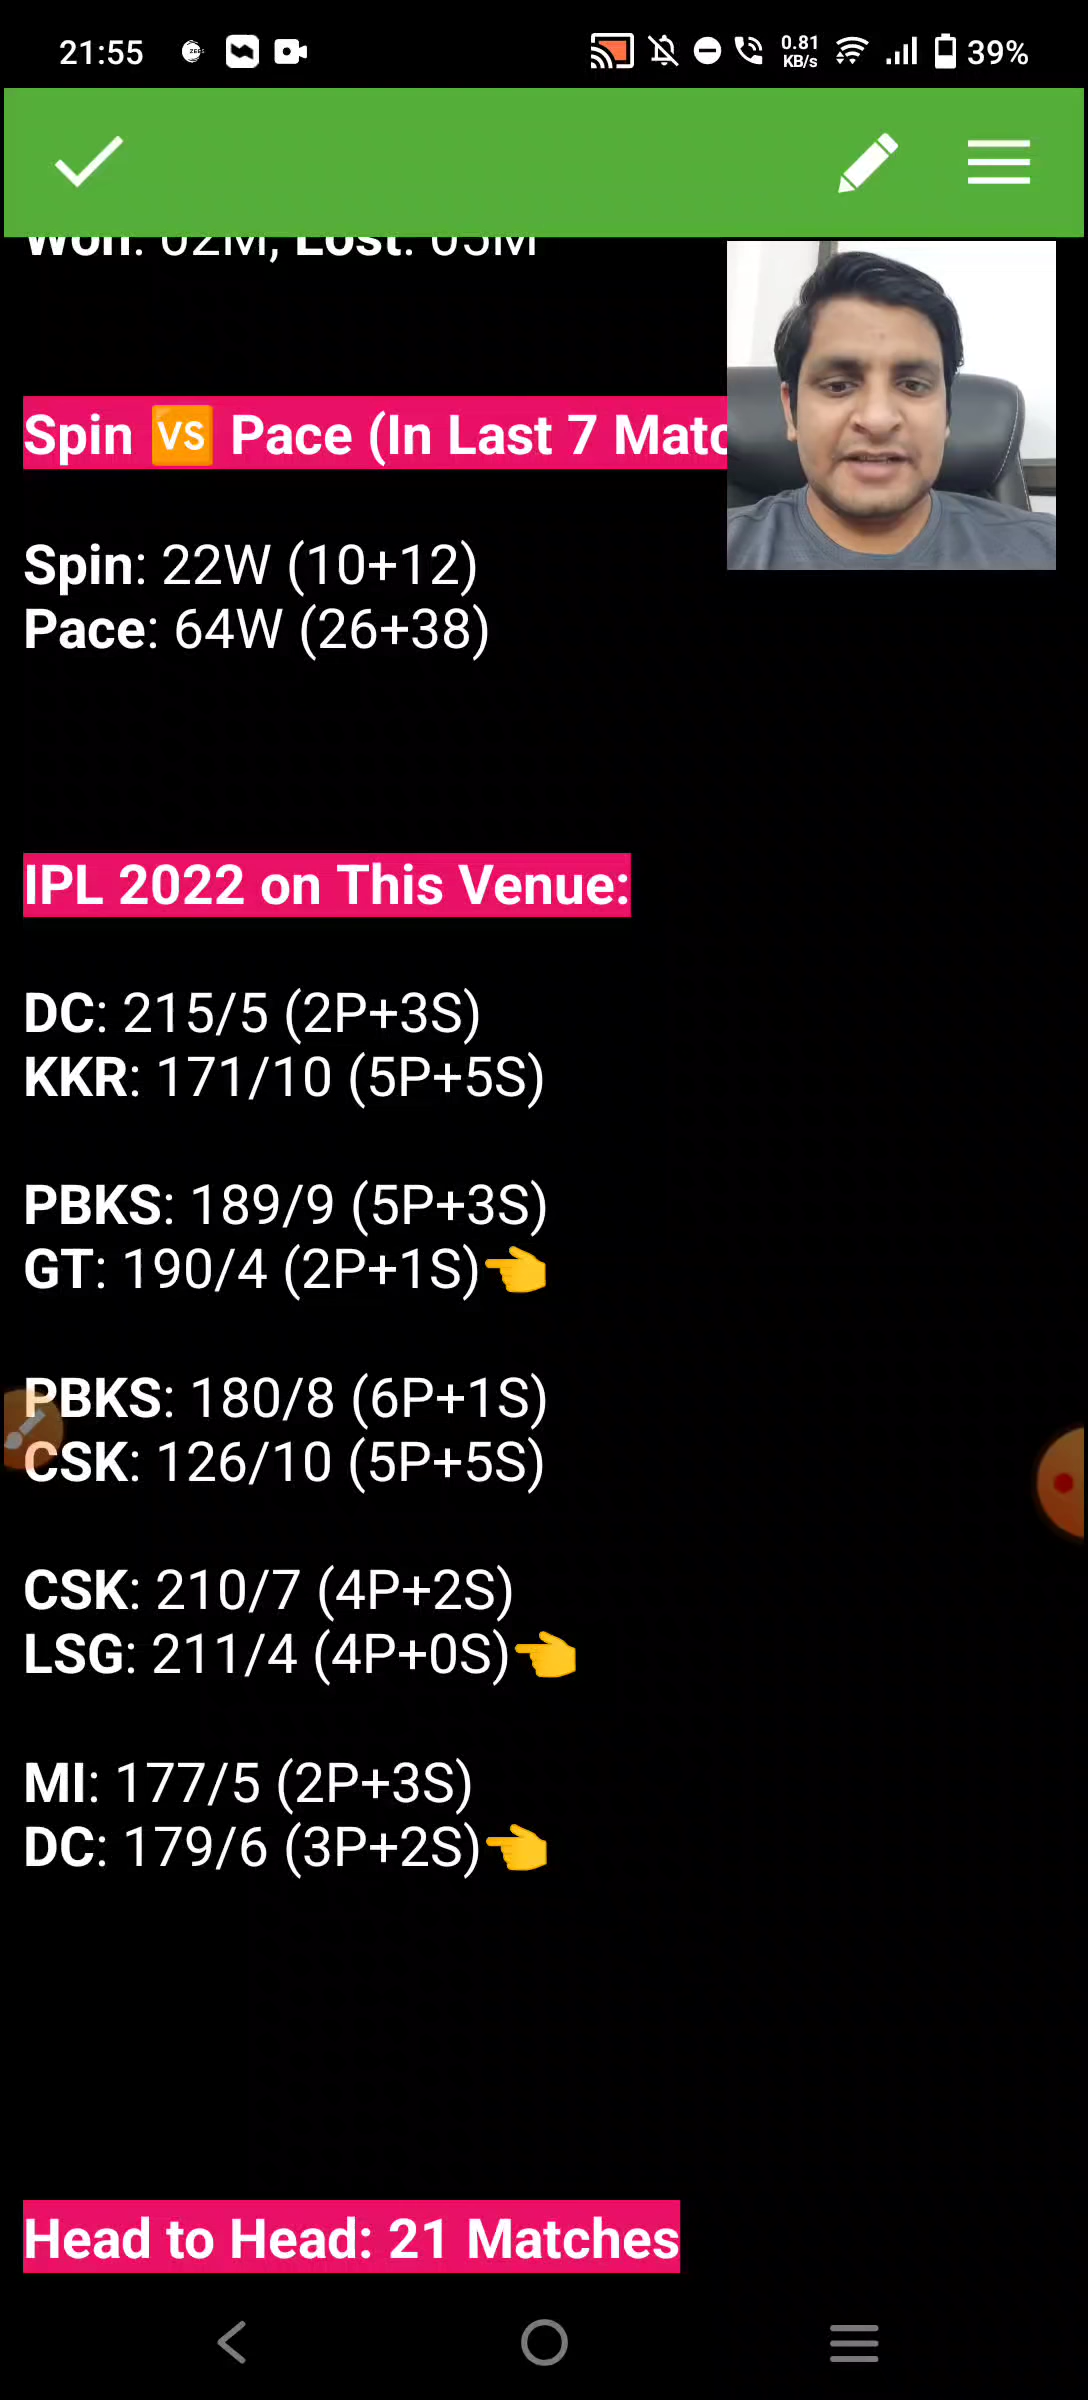 21:55
0.81
KB/s
39%
Won: 02M, Lost: 05M
Spin VS Pace (In Last 7 Matc
Spin: 22W (10+12)
Pace: 64W (26+38)
IPL 2022 on This Venue:
DC: 215/5 (2P+3S)
KKR: 171/10 (5P+5S)
PBKS: 189/9 (5P+3S)
GT: 190/4 (2P+1S)👈
PBKS: 180/8 (6P+1S)
CSK: 126/10 (5P+5S)
CSK: 210/7 (4P+2S)
LSG: 211/4 (4P+0S)👈
MI: 177/5 (2P+3S)
DC: 179/6 (3P+2S)👈
Head to Head: 21 Matches